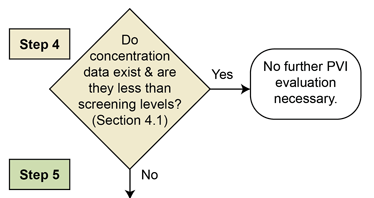 Step 4
Do
concentration
data exist & are
they less than
screening levels?
(Section 4.1)
Yes
No further PVI
evaluation
necessary.
Step 5
No